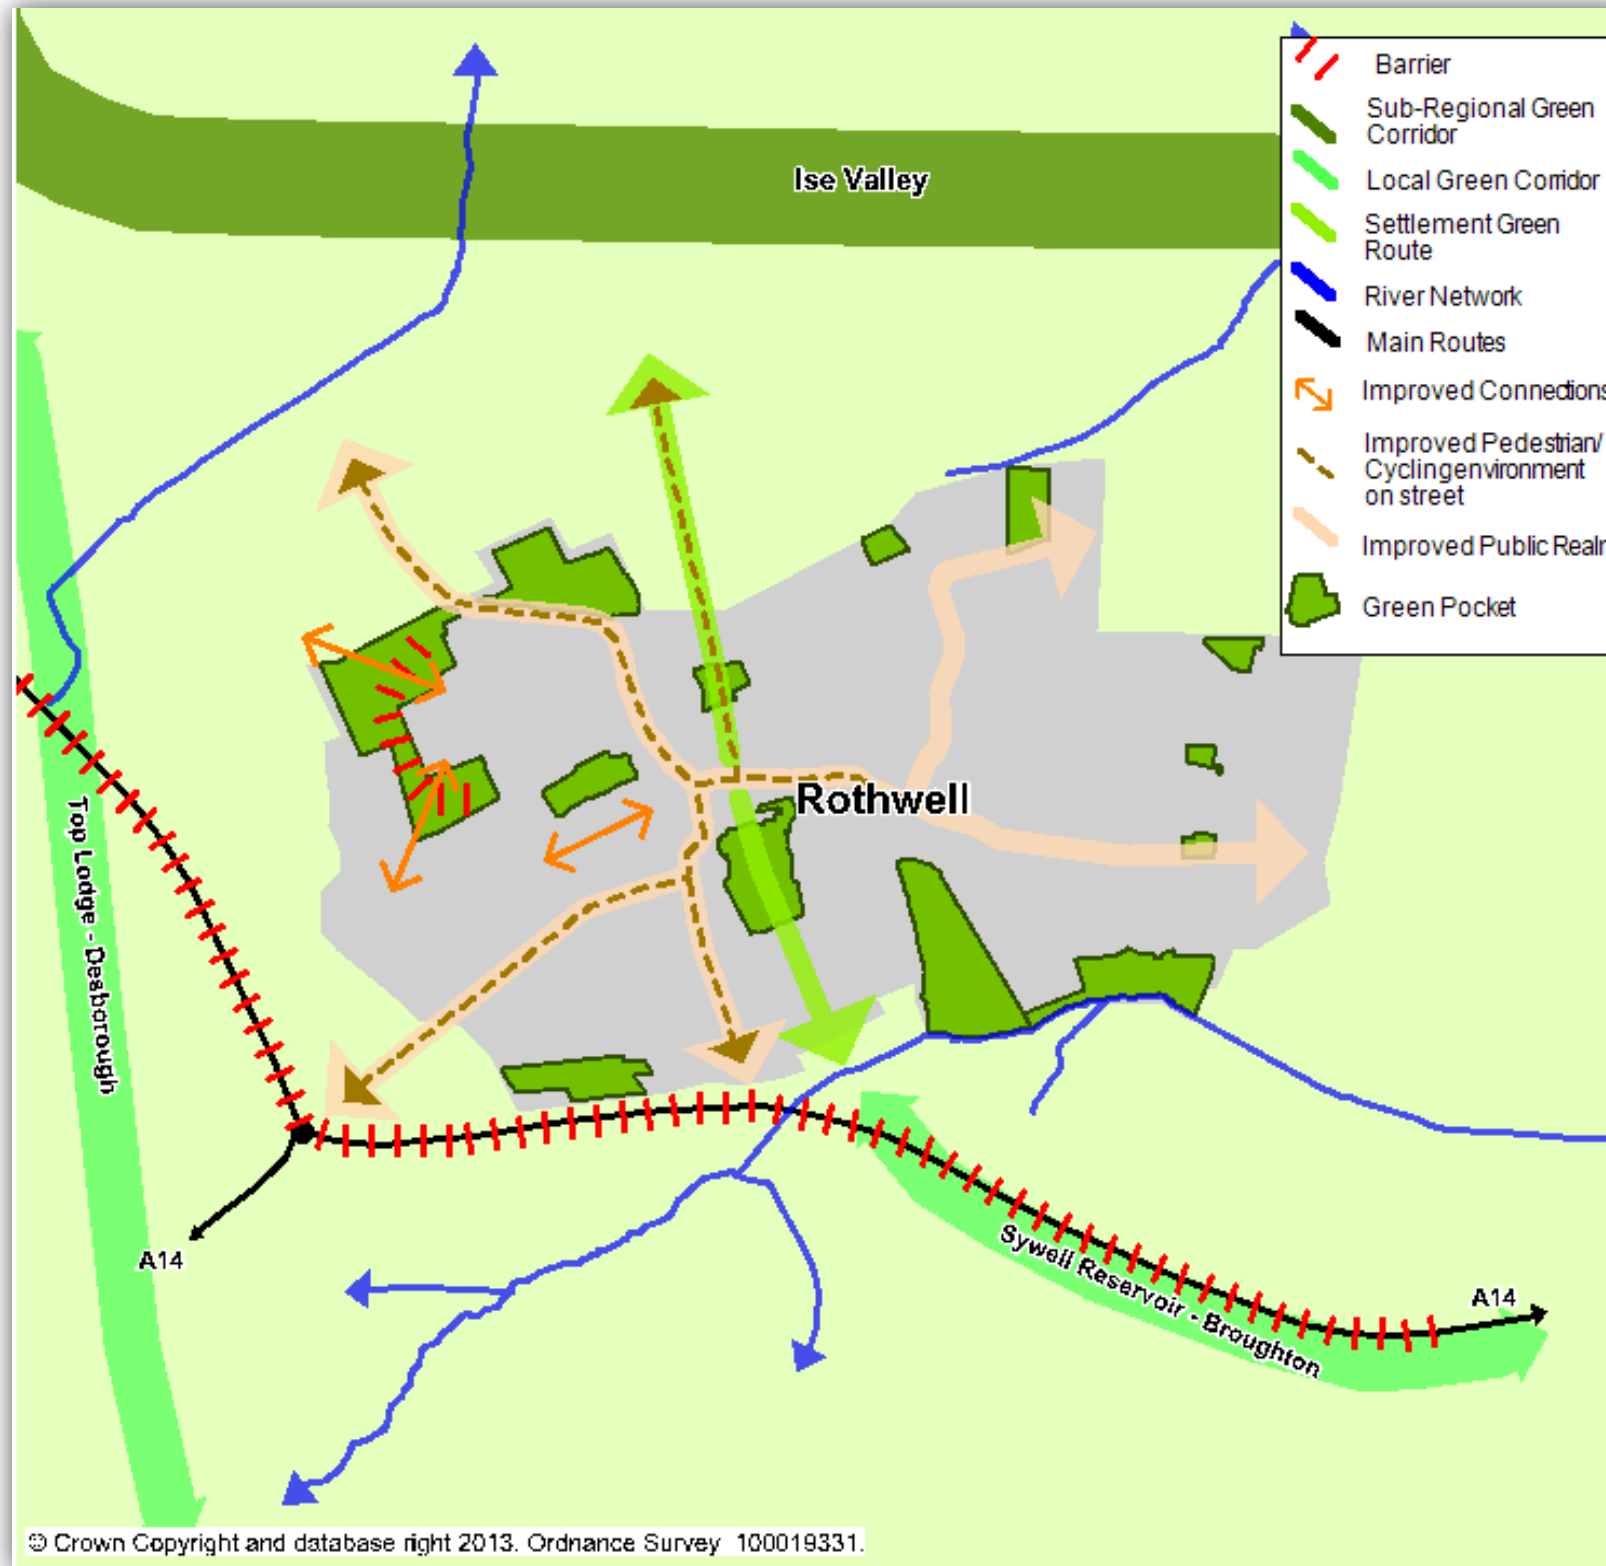 Barrier
Sub-Regional Green
Corridor
Ise Valley
Local Green Corridor
Settlement Green
Route
River Network
Main Routes
Improved Connections
Improved Pedestrian/
Cyclingenvironment
on street
Improved Public Realm
Green Pocket
Rothwell
Top Lodge - Desborough
A14
Sywell Reservoir - Broughton
A14
© Crown Copyright and database right 2013. Ordnance Survey 100019331.